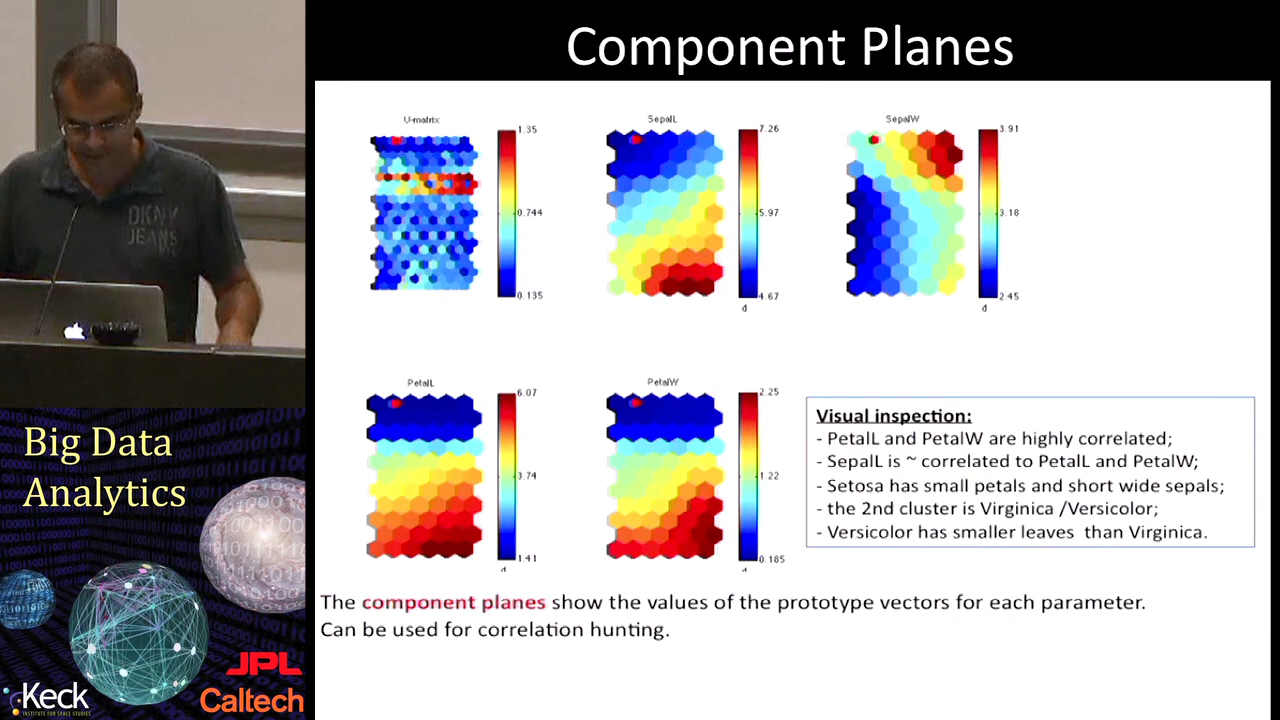 Component Planes
U-matrix
1.35
0.744
0.135
SepalL
7.26
5.97
4.67
d
SepalW
3.91
3.18
2.45
d
PetalL
6.07
3.74
1.41
d
PetalW
2.25
1.22
0.185
d
Visual inspection:
- PetalL and PetalW are highly correlated;
- SepalL is ~ correlated to PetalL and PetalW;
- Setosa has small petals and short wide sepals;
- the 2nd cluster is Virginica /Versicolor;
- Versicolor has smaller leaves than Virginica.
The component planes show the values of the prototype vectors for each parameter.
Can be used for correlation hunting.
DKNY
JEANS
Big Data
Analytics
JPL
Keck
INSTITUTE FOR SPACE STUDIES
Caltech